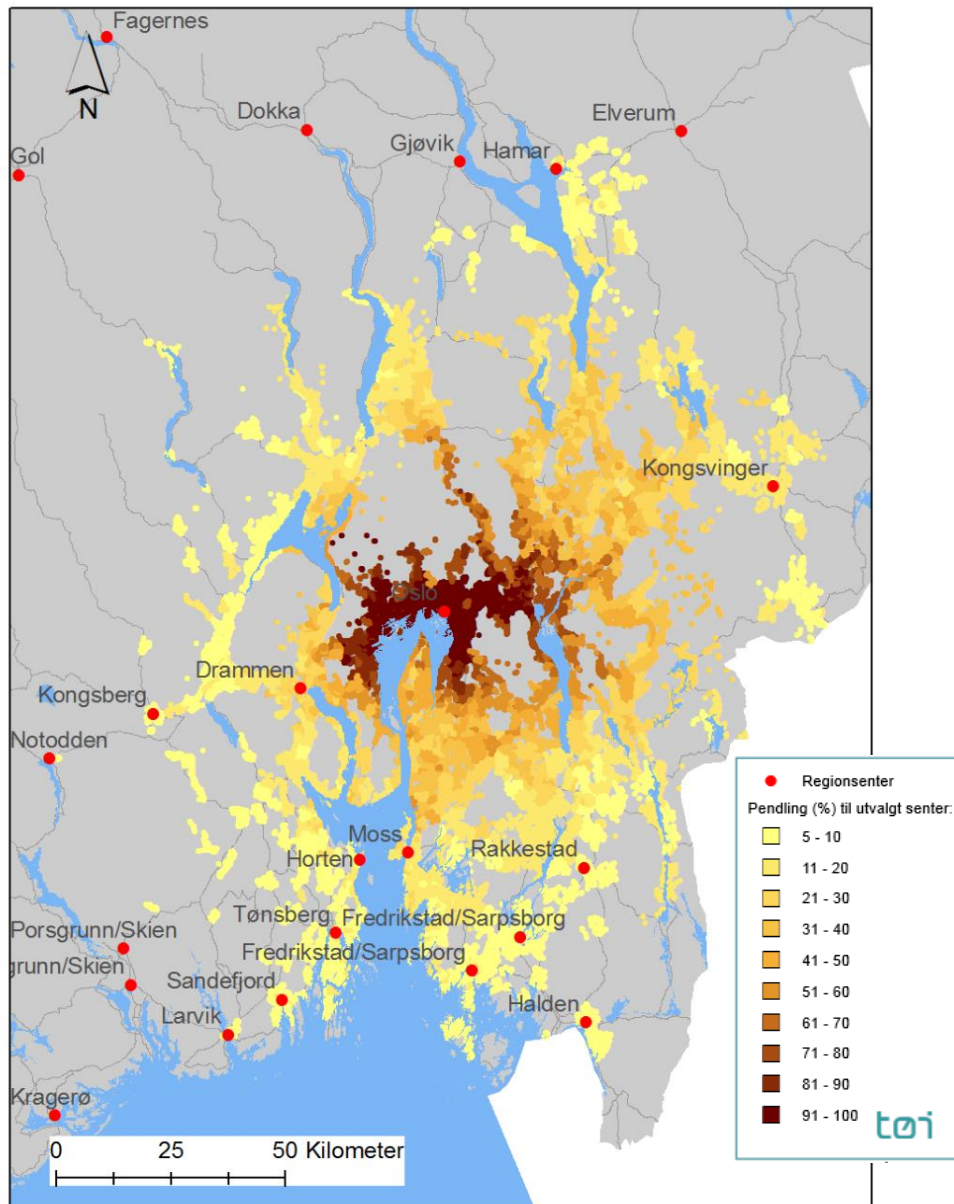 Fagernes
N
Dokka
Elverum
Gjøvik
Hamar
Gol
Kongsvinger
Oslo
Drammen
Kongsberg
Notodden
Moss
Horten
Rakkestad
Tønsberg
Fredrikstad/Sarpsborg
Porsgrunn/Skien
Fredrikstad/Sarpsborg
grunn/Skien
Sandefjord
Halden
Larvik
Kragerø
0 25 50 Kilometer
Regionsenter
Pendling (%) til utvalgt senter:
5 - 10
11 - 20
21 - 30
31 - 40
41 - 50
51 - 60
61 - 70
71 - 80
81 - 90
91 - 100
tøi